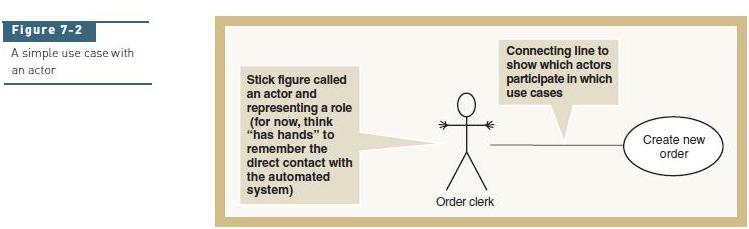 Figure 7-2
A simple use case with
an actor
Stick figure called
an actor and
representing a role
(for now, think
“has hands” to
remember the
direct contact with
the automated
system)
Connecting line to
show which actors
participate in which
use cases
Create new
order
Order clerk